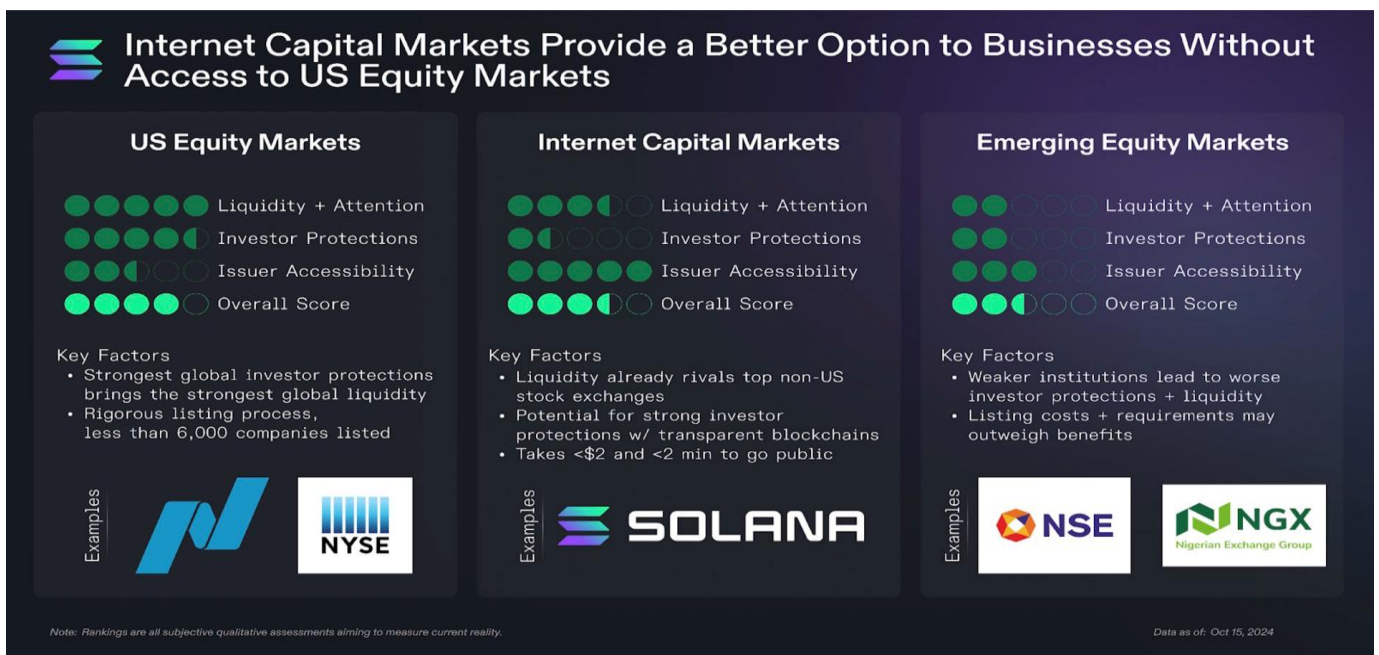 Internet Capital Markets Provide a Better Option to Businesses Without
Access to US Equity Markets
US Equity Markets
Liquidity + Attention
Investor Protections
Issuer Accessibility
Overall Score
Key Factors
• Strongest global investor protections
brings the strongest global liquidity
• Rigorous listing process,
less than 6,000 companies listed
Examples
NYSE
Internet Capital Markets
Liquidity + Attention
Investor Protections
Issuer Accessibility
Overall Score
Key Factors
• Liquidity already rivals top non-US
stock exchanges
• Potential for strong investor
protections w/ transparent blockchains
• Takes <$2 and <2 min to go public
Examples
SOLANA
Emerging Equity Markets
Liquidity + Attention
Investor Protections
Issuer Accessibility
Overall Score
Key Factors
• Weaker institutions lead to worse
investor protections + liquidity
• Listing costs + requirements may
outweigh benefits
Examples
NSE
NGX
Nigerian Exchange Group
Note: Rankings are all subjective qualitative assessments aiming to measure current reality.
Data as of: Oct 15, 2024